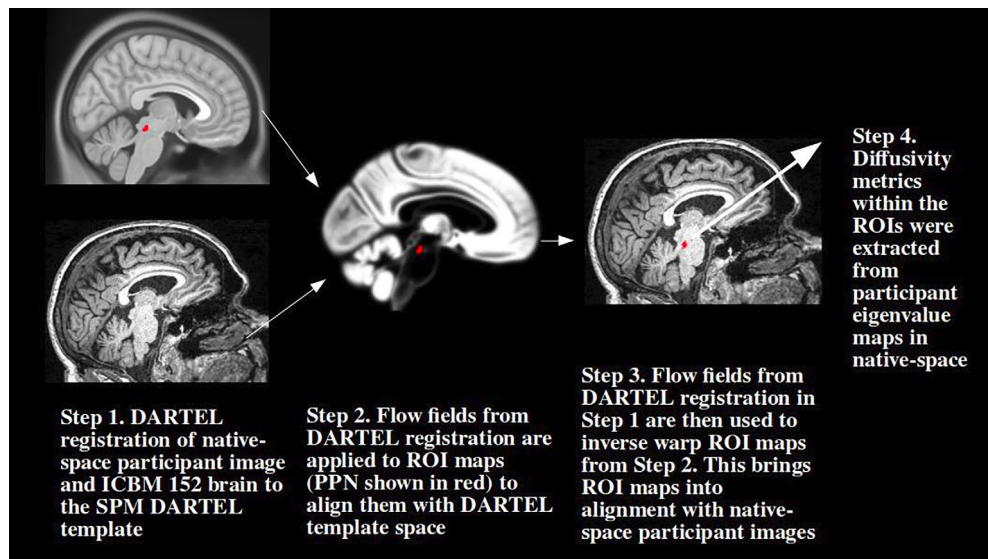 Step 1. DARTEL
registration of native-
space participant image
and ICBM 152 brain to
the SPM DARTEL
template
Step 2. Flow fields from
DARTEL registration are
applied to ROI maps
(PPN shown in red) to
align them with DARTEL
template space
Step 3. Flow fields from
DARTEL registration in
Step 1 are then used to
inverse warp ROI maps
from Step 2. This brings
ROI maps into
alignment with native-
space participant images
Step 4.
Diffusivity
metrics
within the
ROIs were
extracted
from
participant
eigenvalue
maps in
native-space